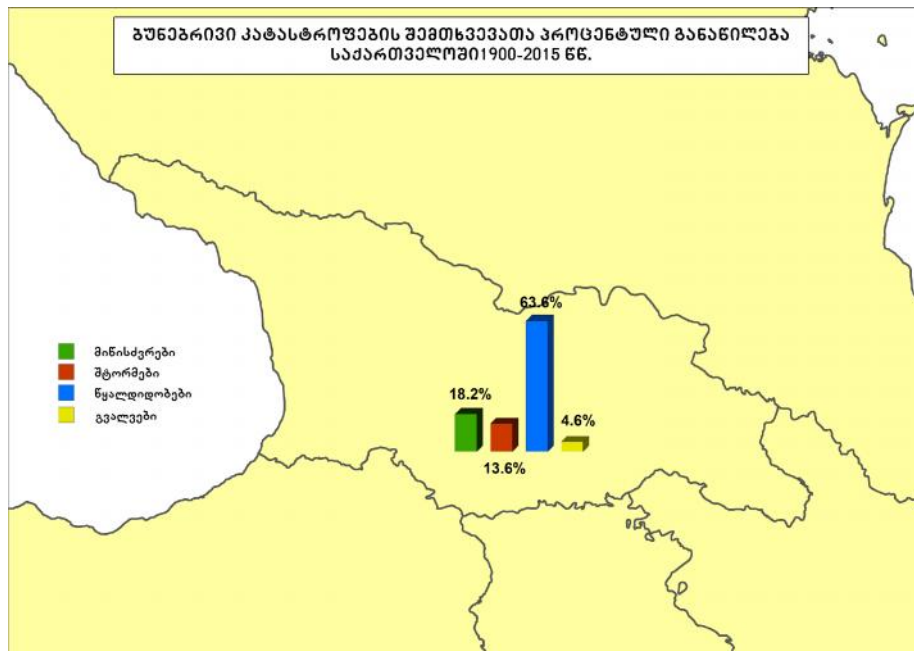 ბუნებრივი კატასტროფების შემთხვევათა პროცენტული განაწილება
საქართველოში1900-2015 წწ.
63.6%
18.2%
4.6%
13.6%
მიწისძვრები
შტორმები
წყალდიდობები
გვალვები